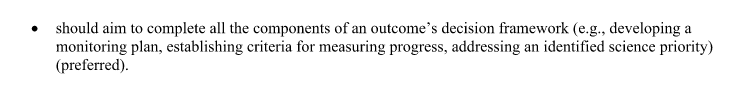 • should aim to complete all the components of an outcome’s decision framework (e.g., developing a
monitoring plan, establishing criteria for measuring progress, addressing an identified science priority)
(preferred).